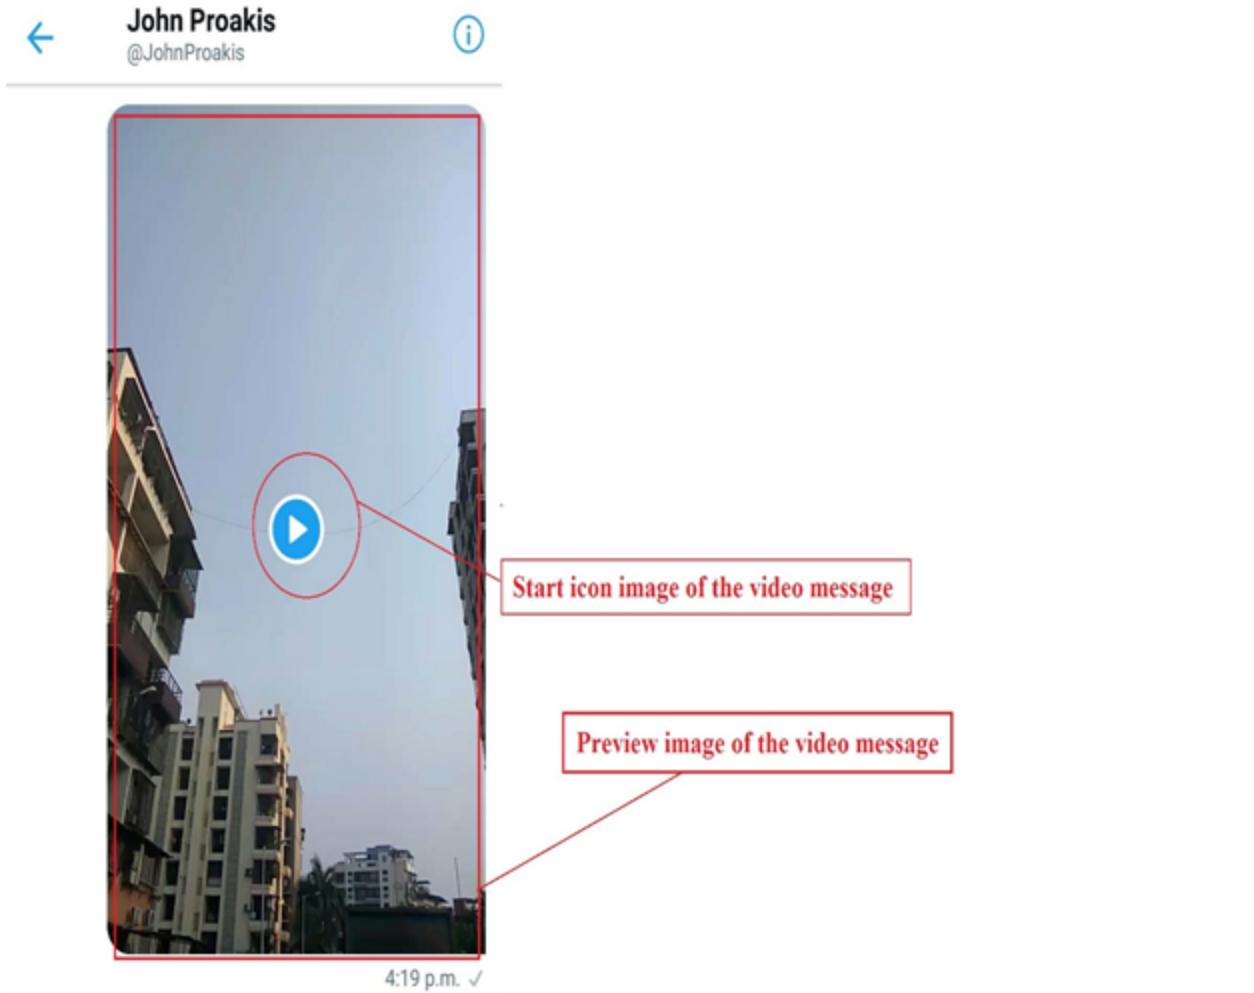 John Proakis
@JohnProakis
Start icon image of the video message
Preview image of the video message
4:19 p.m.